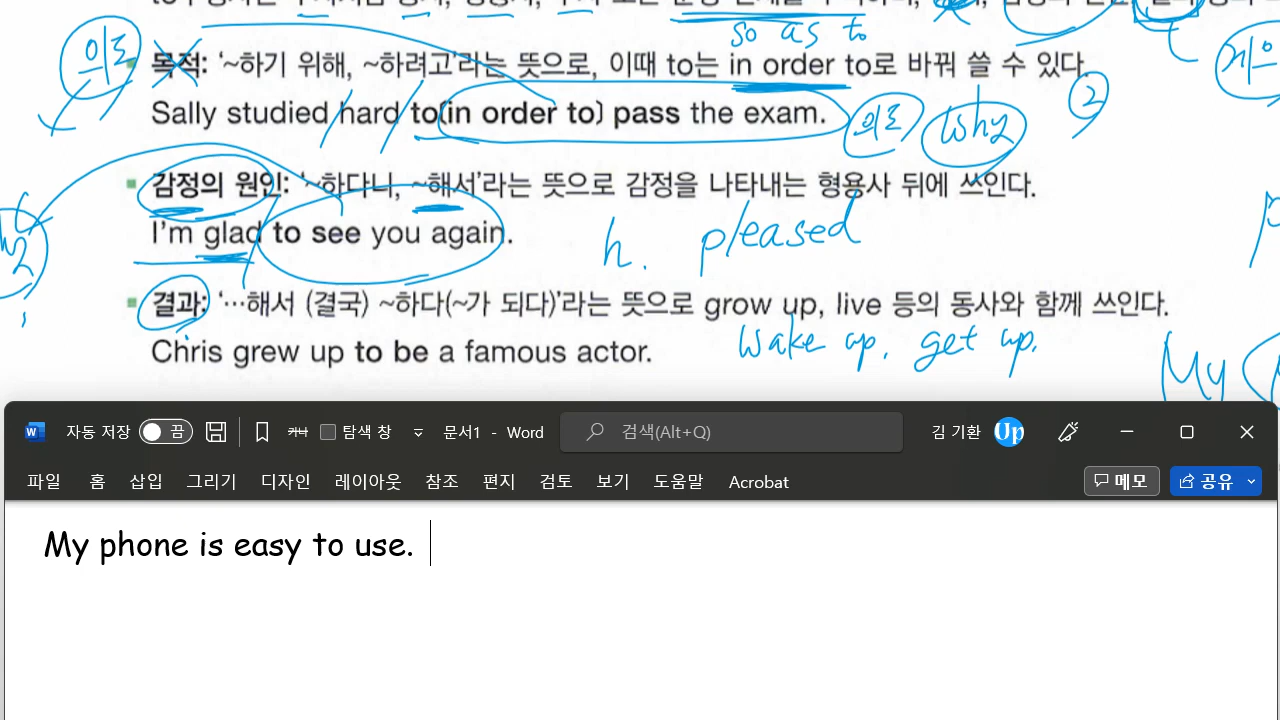 so as to
의도
목적: ‘~하기 위해, ~하려고’라는 뜻으로, 이때 to는 in order to로 바꿔 쓸 수 있다.
Sally studied hard to(in order to) pass the exam. 의도 Why ②
감정의 원인: ‘~하다니, ~해서’라는 뜻으로 감정을 나타내는 형용사 뒤에 쓰인다.
I’m glad to see you again. h. pleased
결과: ‘…해서 (결국) ~하다(~가 되다)’라는 뜻으로 grow up, live 등의 동사와 함께 쓰인다.
Chris grew up to be a famous actor. wake up, get up, My
자동 저장 끔 가나 탐색 창 문서1 - Word 검색(Alt+Q) 김 기환 Up
파일 홈 삽입 그리기 디자인 레이아웃 참조 편지 검토 보기 도움말 Acrobat 메모 공유
My phone is easy to use.